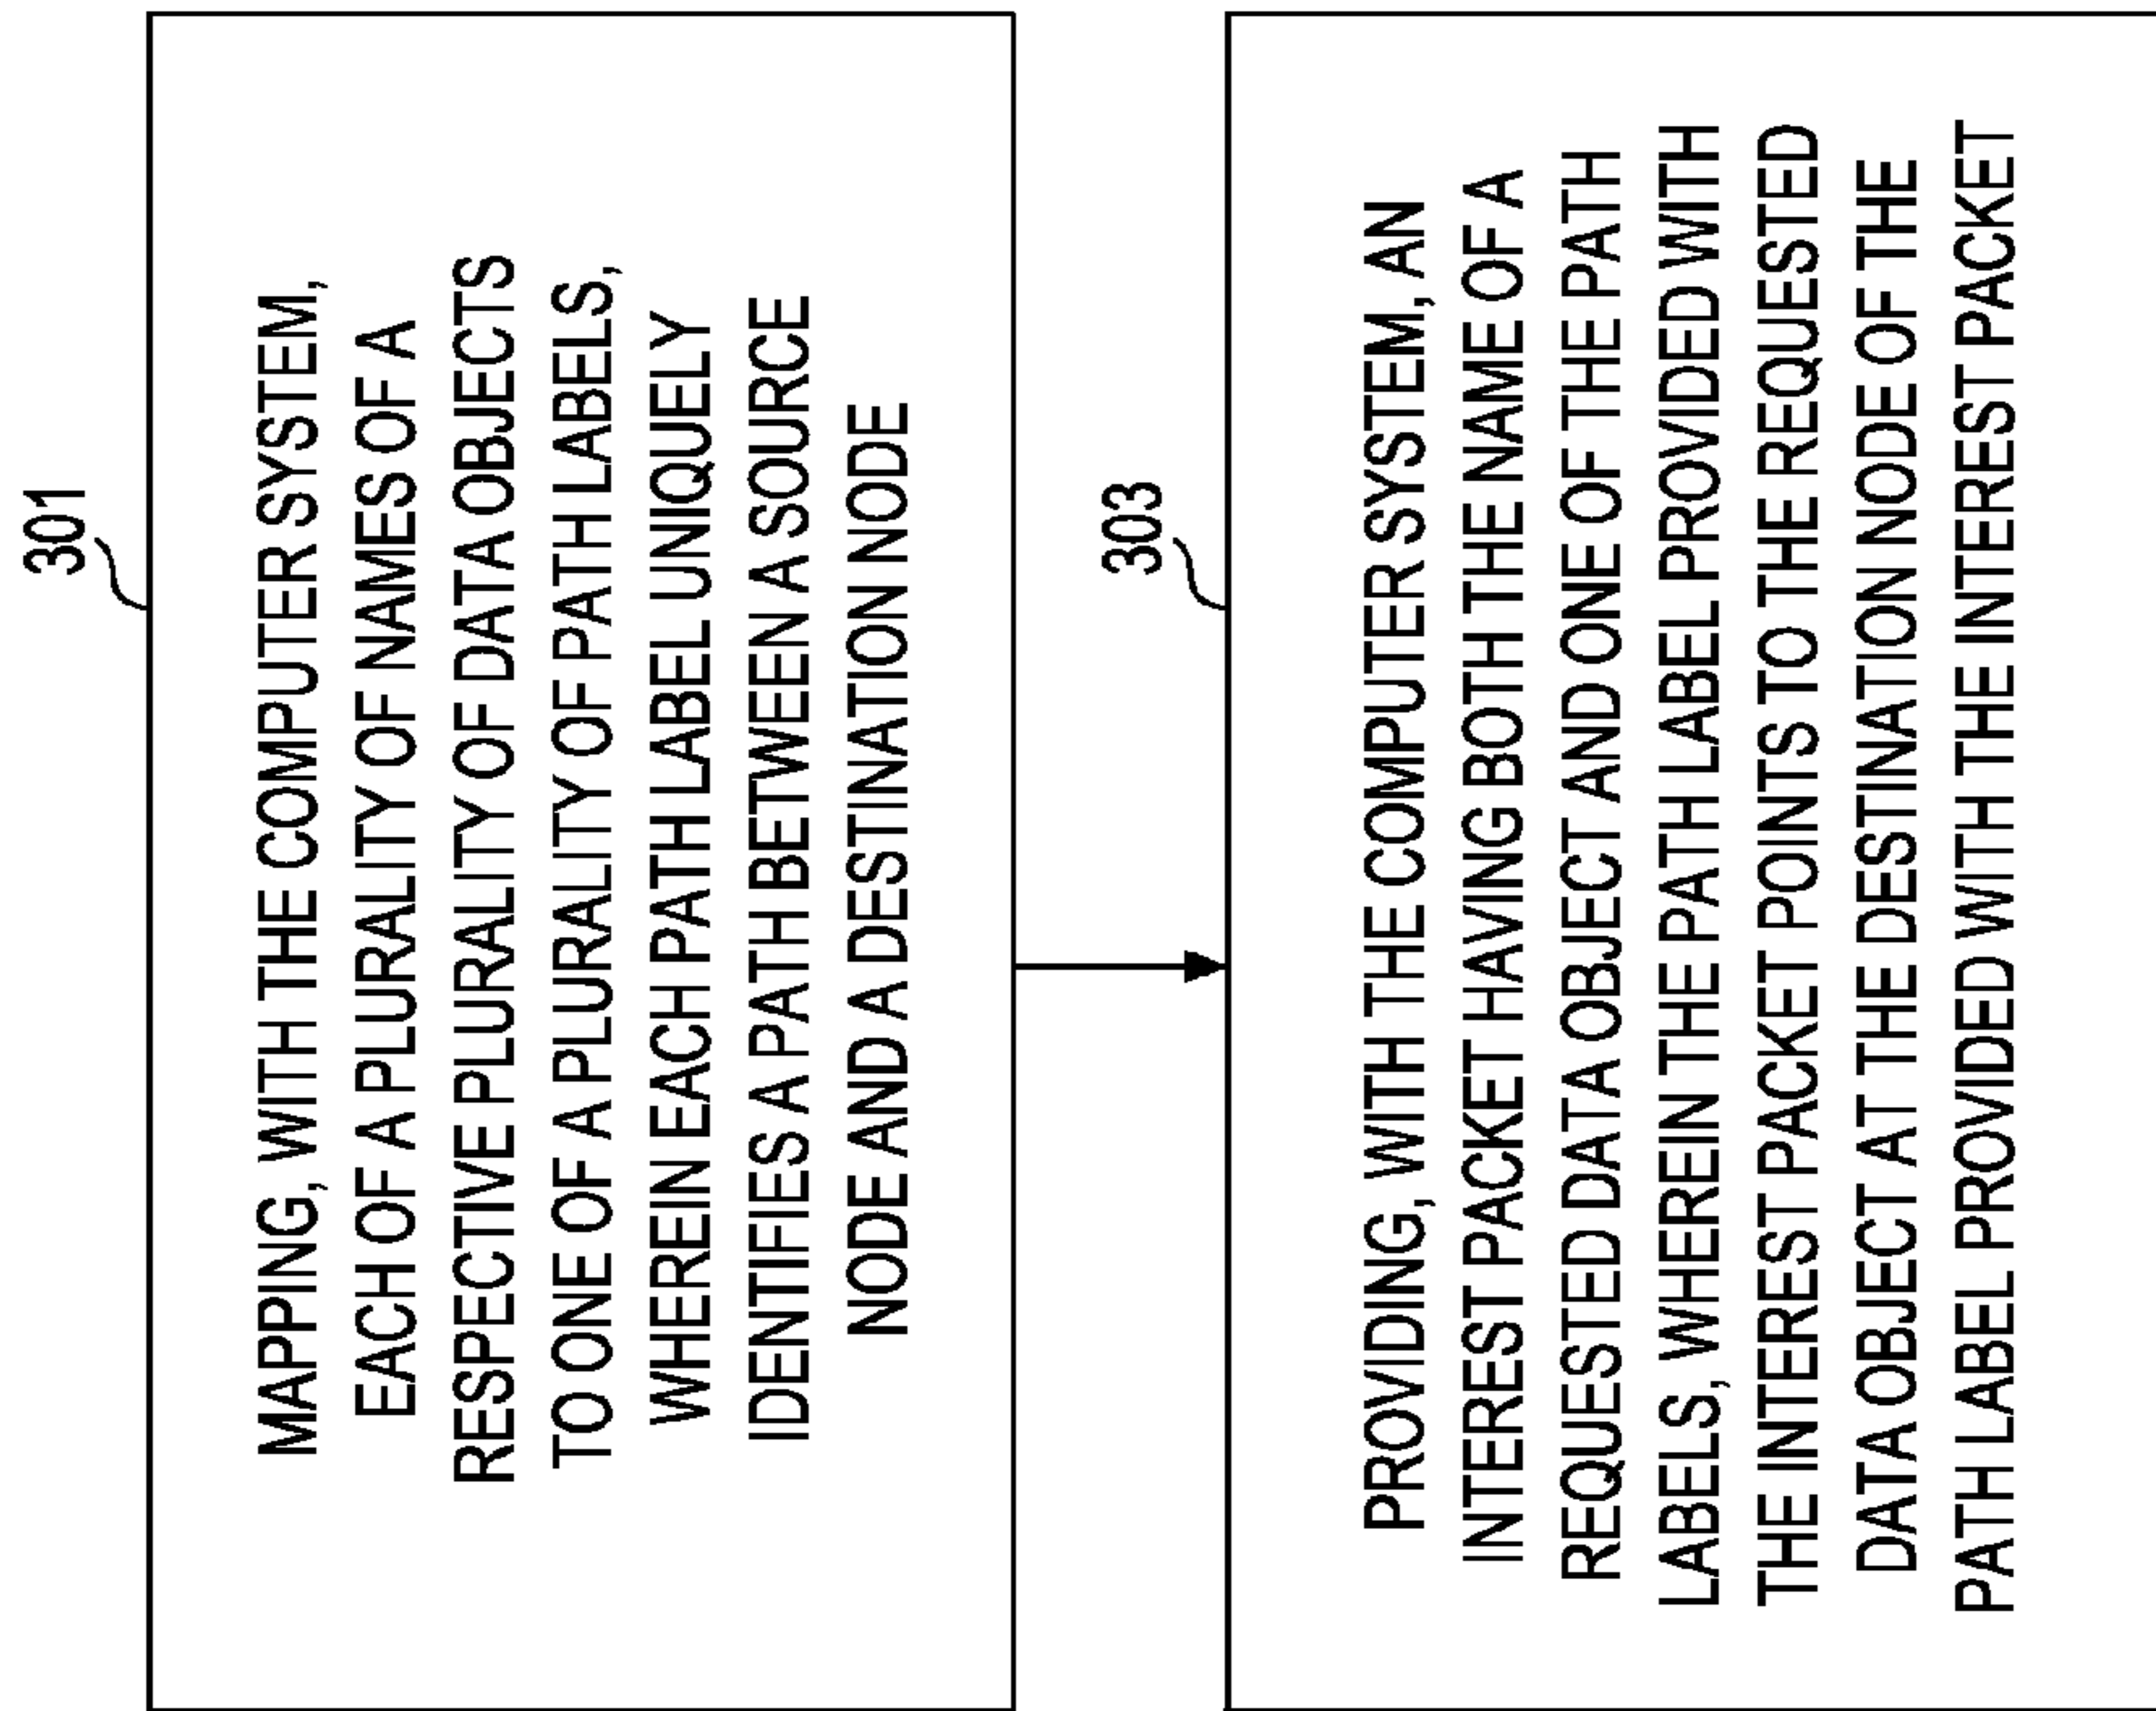 301
MAPPING, WITH THE COMPUTER SYSTEM,
EACH OF A PLURALITY OF NAMES OF A
RESPECTIVE PLURALITY OF DATA OBJECTS
TO ONE OF A PLURALITY OF PATH LABELS,
WHEREIN EACH PATH LABEL UNIQUELY
IDENTIFIES A PATH BETWEEN A SOURCE
NODE AND A DESTINATION NODE
303
PROVIDING, WITH THE COMPUTER SYSTEM, AN
INTEREST PACKET HAVING BOTH THE NAME OF A
REQUESTED DATA OBJECT AND ONE OF THE PATH
LABELS, WHEREIN THE PATH LABEL PROVIDED WITH
THE INTEREST PACKET POINTS TO THE REQUESTED
DATA OBJECT AT THE DESTINATION NODE OF THE
PATH LABEL PROVIDED WITH THE INTEREST PACKET